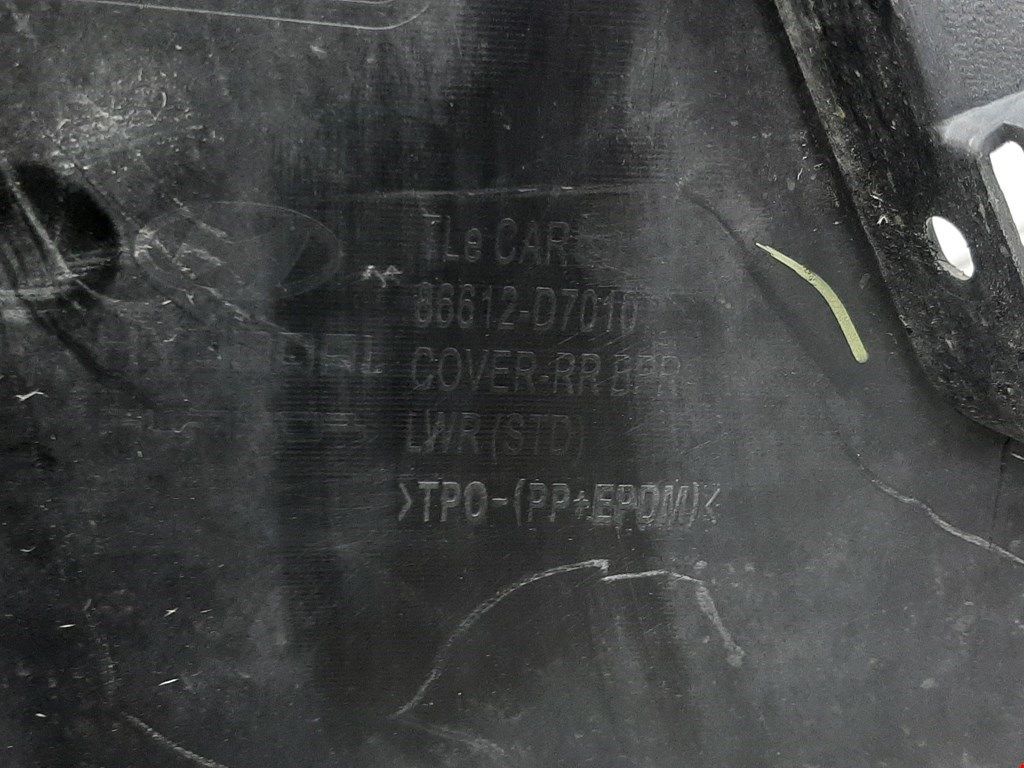 TLe CAR
86612-D7010
COVER-RR BPR
LWR (STD)
>TPO-(PP+EPDM)<